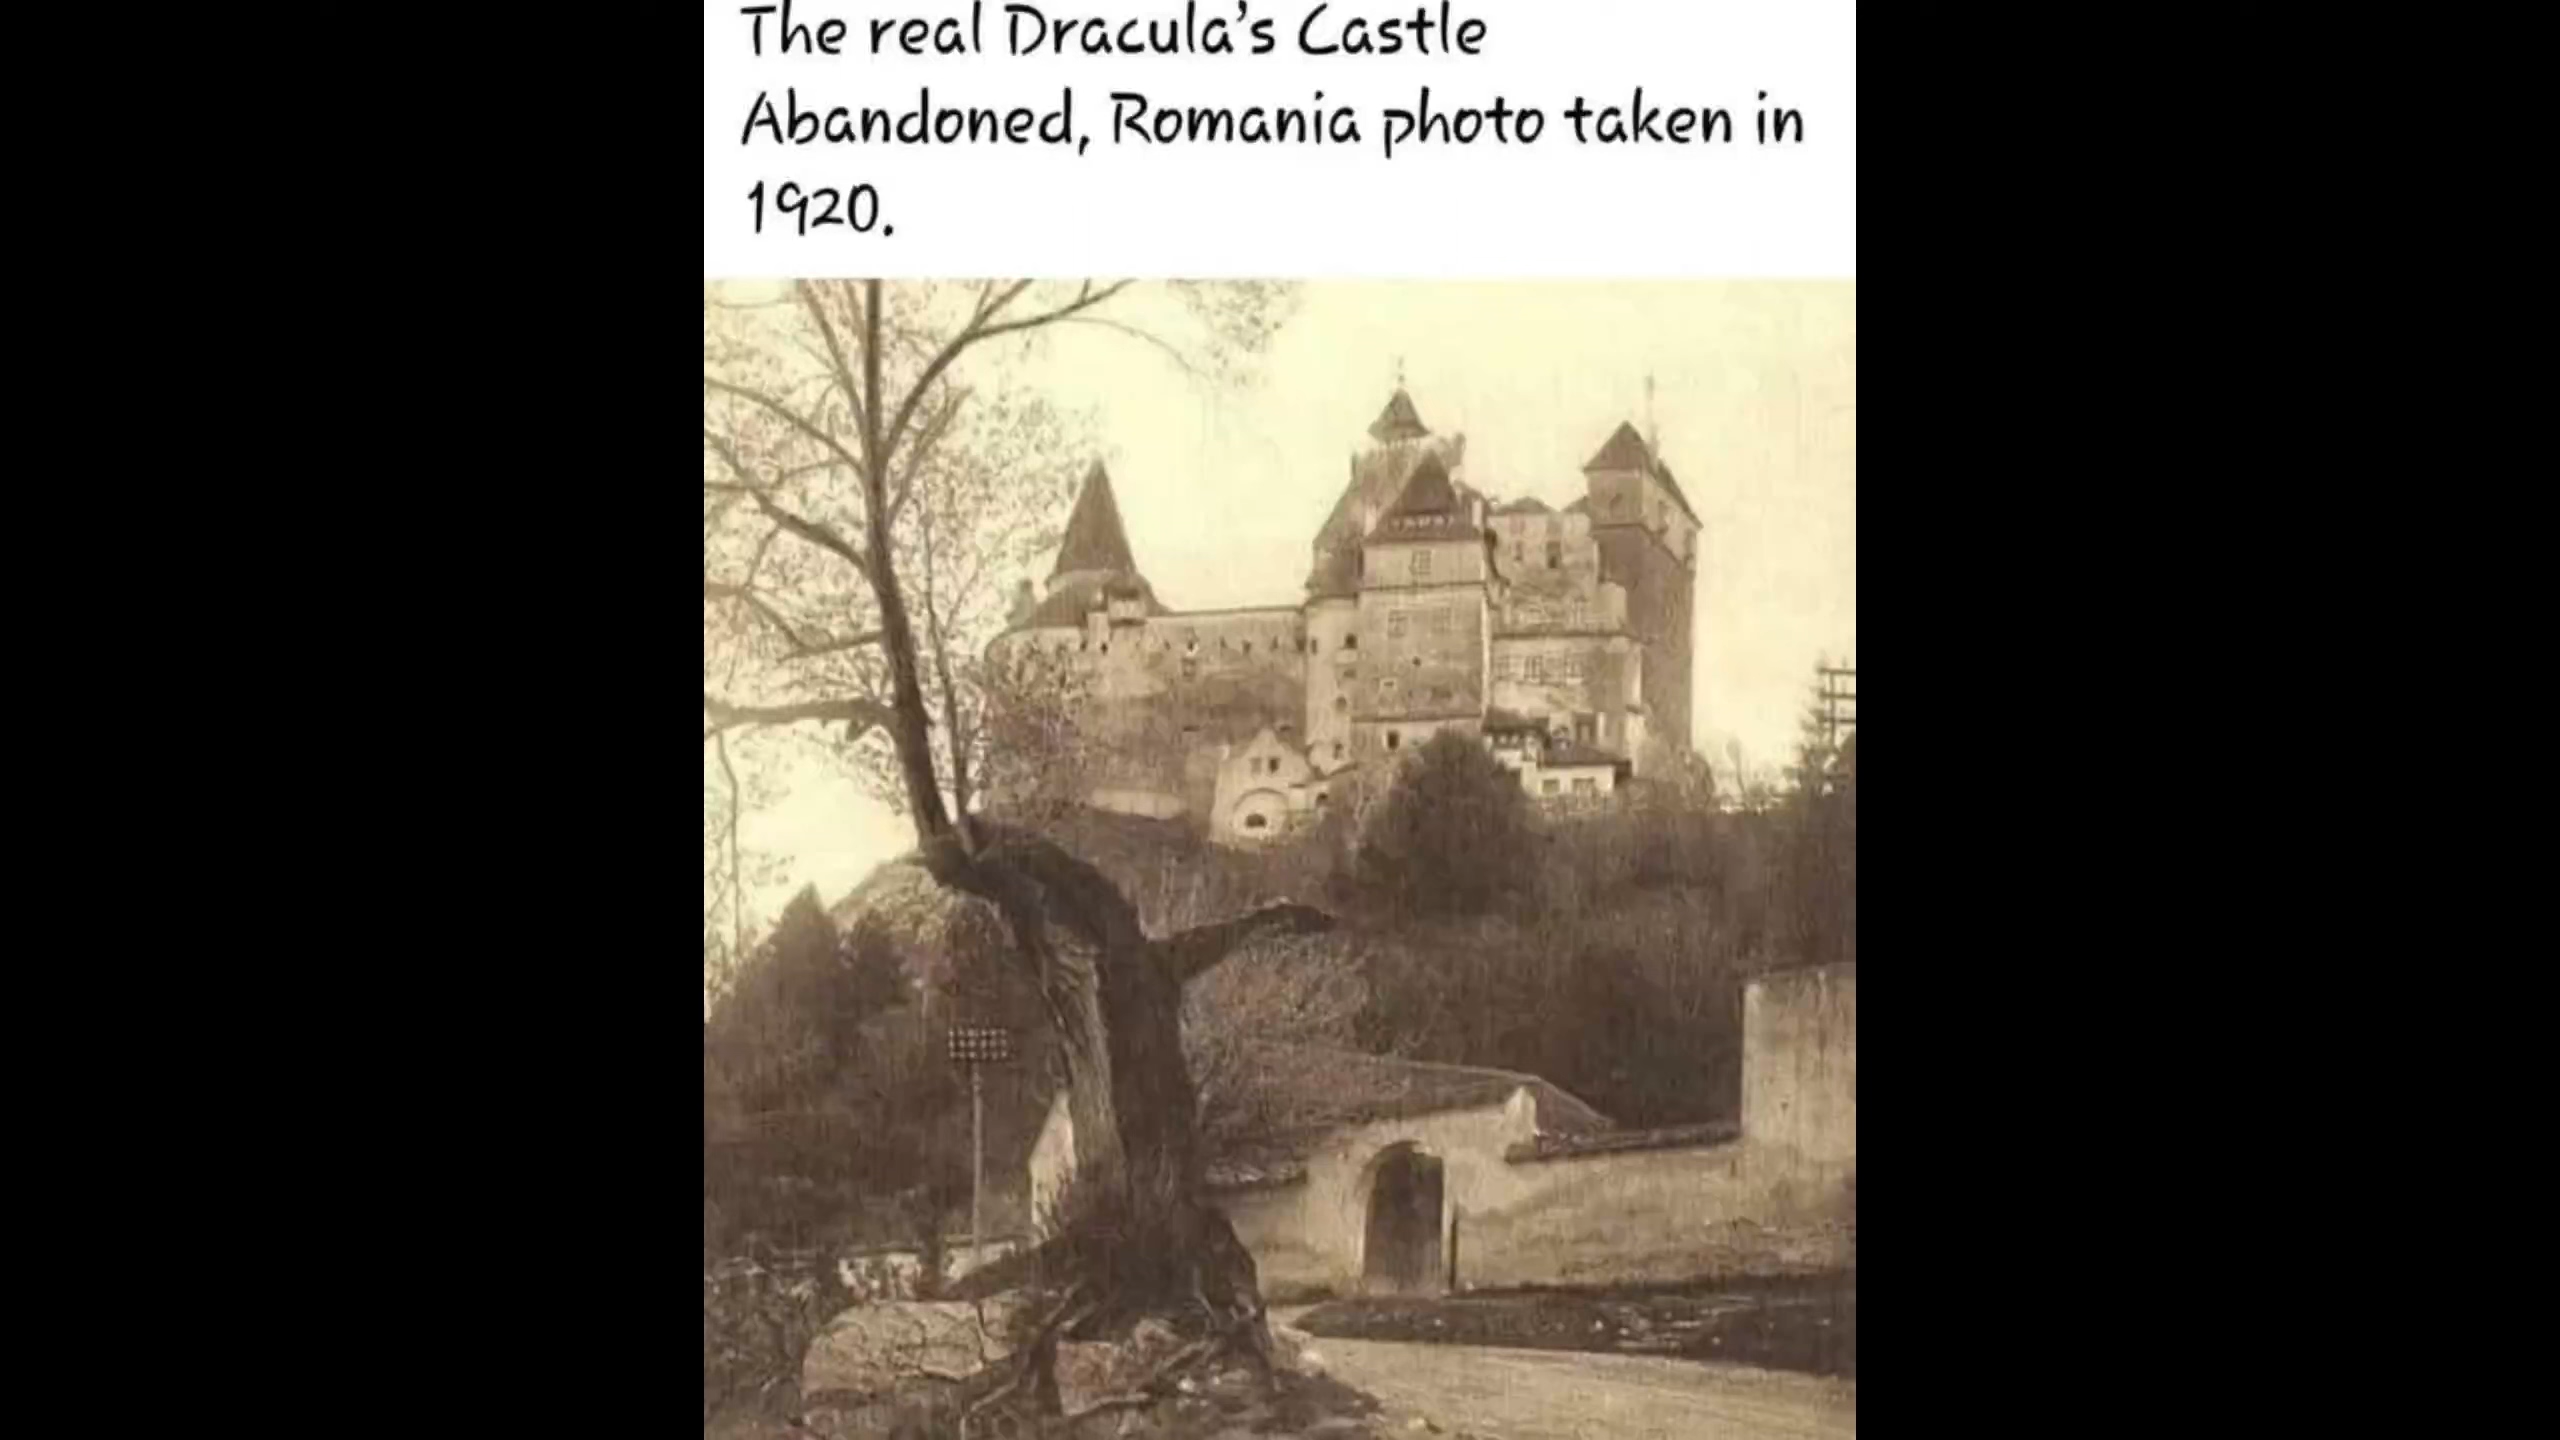 The real Dracula's Castle
Abandoned, Romania photo taken in
1920.